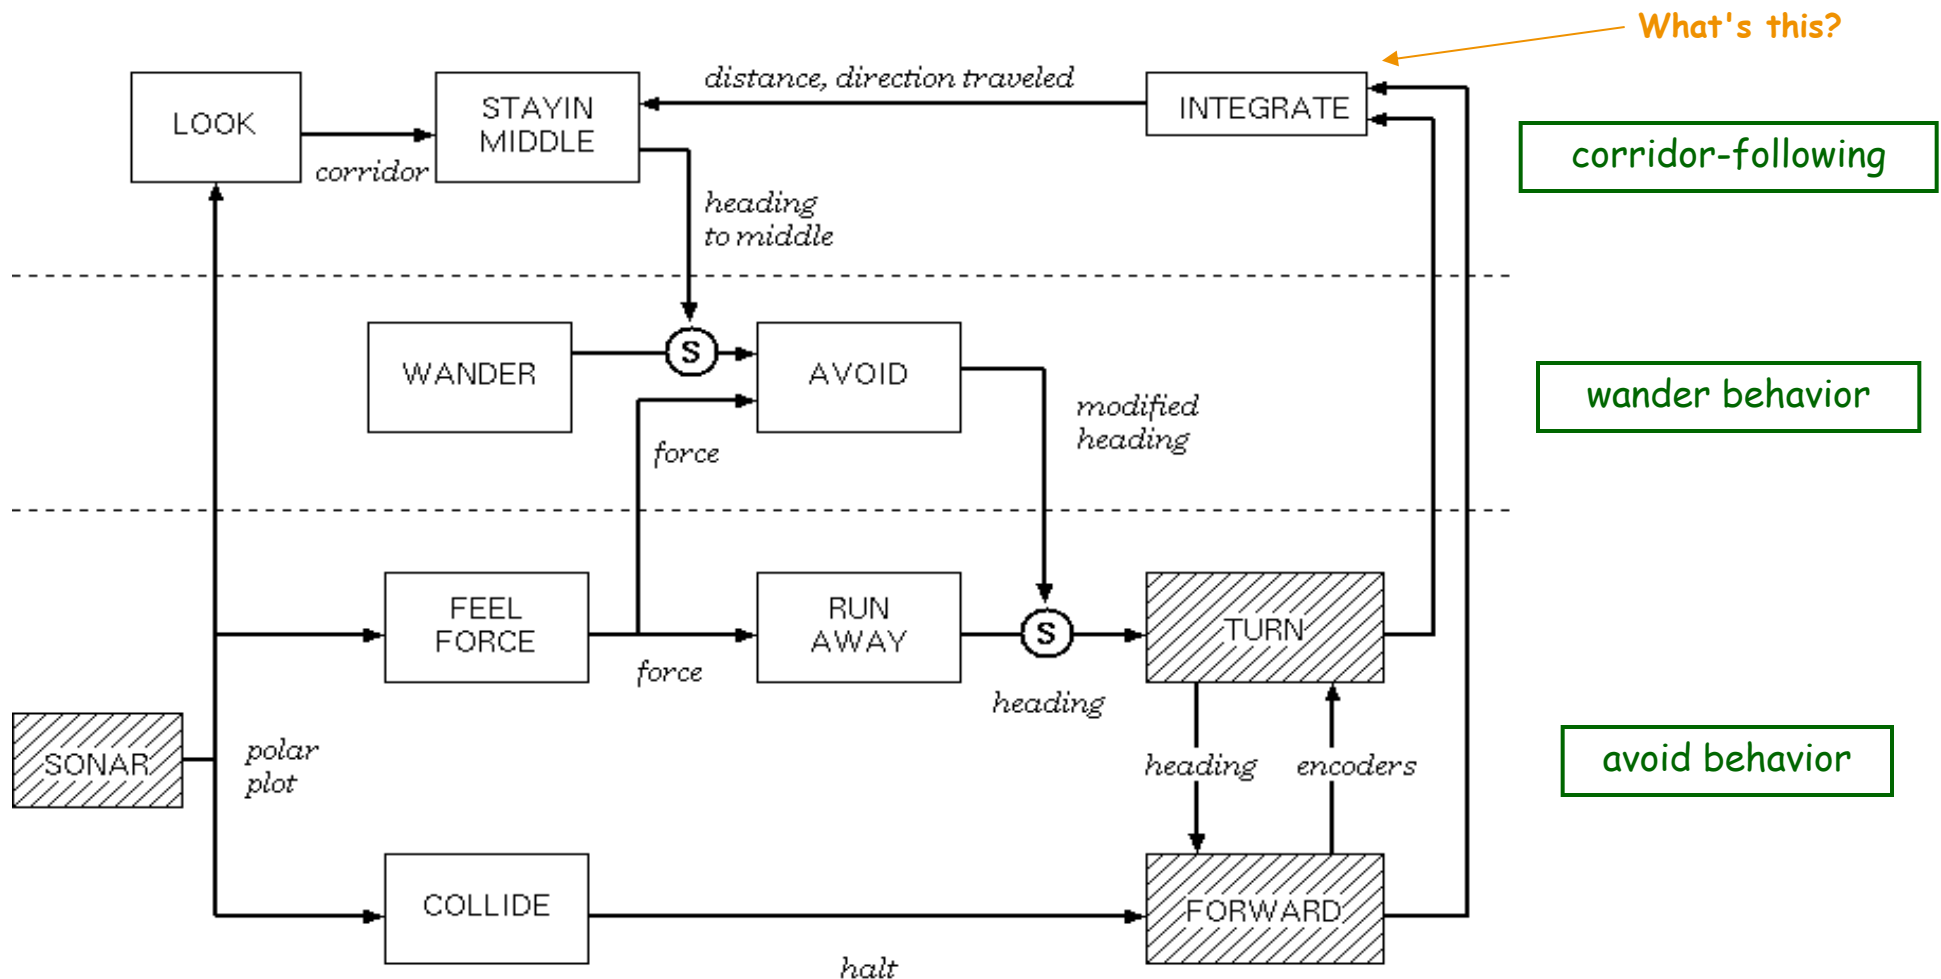 What's this?
distance, direction traveled
LOOK
STAYIN
MIDDLE
INTEGRATE
corridor
corridor-following
heading
to middle
WANDER
S
AVOID
wander behavior
modified
heading
force
FEEL
FORCE
RUN
AWAY
S
TURN
force
heading
SONAR
polar
plot
heading
encoders
avoid behavior
COLLIDE
FORWARD
halt